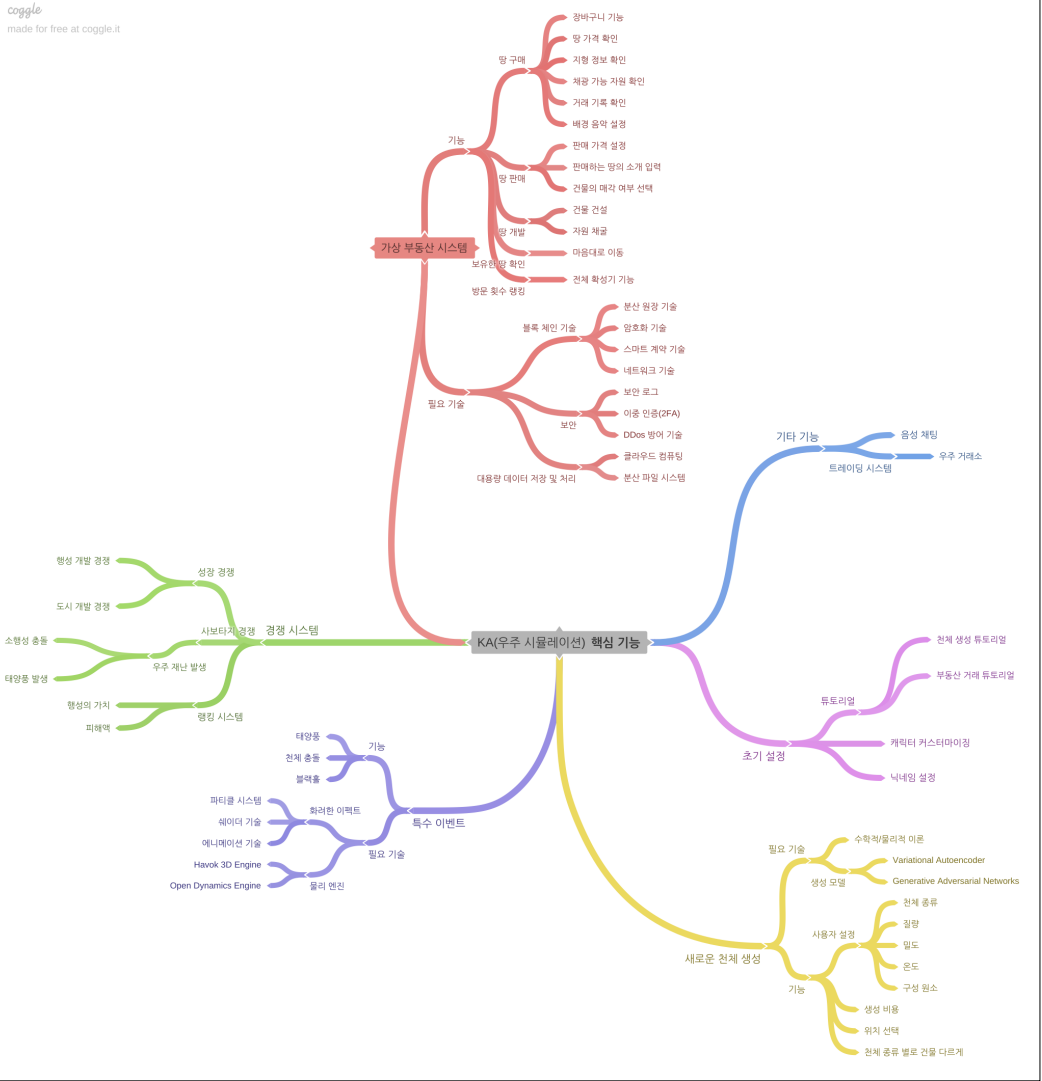 coggle
made for free at coggle.it
KA(우주 시뮬레이션) 핵심 기능
가상 부동산 시스템
기능
땅 구매
장바구니 기능
땅 가격 확인
지형 정보 확인
채광 가능 자원 확인
거래 기록 확인
배경 음악 설정
땅 판매
판매 가격 설정
판매하는 땅의 소개 입력
건물의 매각 여부 선택
땅 개발
건물 건설
자원 채굴
보유한 땅 확인
마음대로 이동
방문 횟수 랭킹
전체 확성기 기능
필요 기술
블록 체인 기술
분산 원장 기술
암호화 기술
스마트 계약 기술
네트워크 기술
보안
보안 로그
이중 인증(2FA)
DDos 방어 기술
대용량 데이터 저장 및 처리
클라우드 컴퓨팅
분산 파일 시스템
기타 기능
음성 채팅
트레이딩 시스템
우주 거래소
초기 설정
튜토리얼
천체 생성 튜토리얼
부동산 거래 튜토리얼
캐릭터 커스터마이징
닉네임 설정
새로운 천체 생성
필요 기술
수학적/물리적 이론
생성 모델
Variational Autoencoder
Generative Adversarial Networks
기능
사용자 설정
천체 종류
질량
밀도
온도
구성 원소
생성 비용
위치 선택
천체 종류 별로 건물 다르게
특수 이벤트
기능
태양풍
천체 충돌
블랙홀
필요 기술
화려한 이펙트
파티클 시스템
쉐이더 기술
에니메이션 기술
물리 엔진
Havok 3D Engine
Open Dynamics Engine
경쟁 시스템
성장 경쟁
행성 개발 경쟁
도시 개발 경쟁
사보타지 경쟁
우주 재난 발생
소행성 충돌
태양풍 발생
랭킹 시스템
행성의 가치
피해액